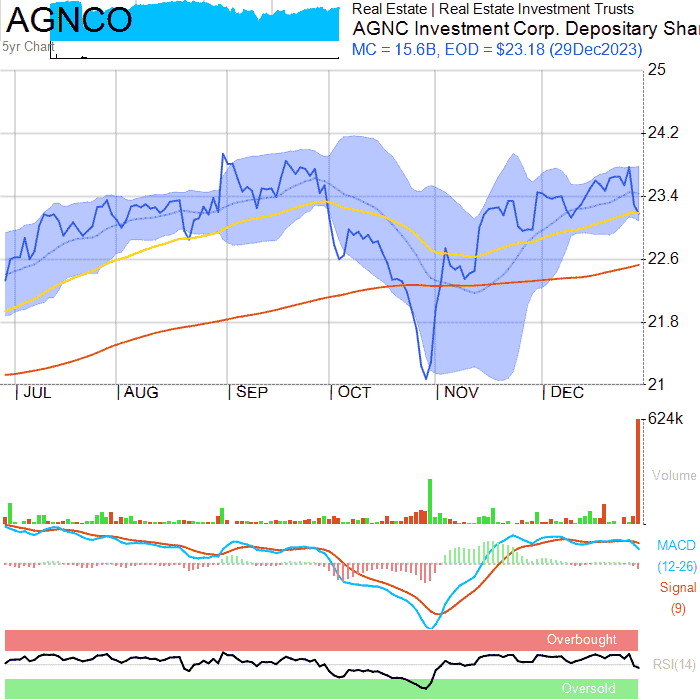 AGNCO
5yr Chart
Real Estate | Real Estate Investment Trusts
AGNC Investment Corp. Depositary Shar
MC = 15.6B, EOD = $23.18 (29Dec2023)
25
24.2
23.4
22.6
21.8
21
JUL AUG SEP OCT NOV DEC
624k
Volume
MACD
(12-26)
Signal
(9)
Overbought
RSI(14)
Oversold